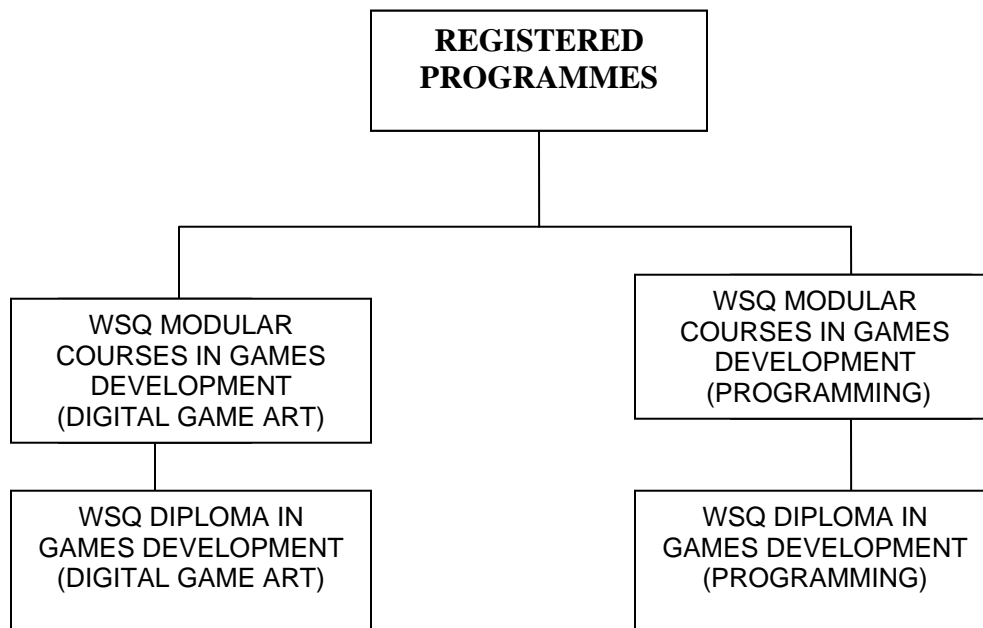 REGISTERED
PROGRAMMES
WSQ MODULAR
COURSES IN GAMES
DEVELOPMENT
(DIGITAL GAME ART)
WSQ MODULAR
COURSES IN GAMES
DEVELOPMENT
(PROGRAMMING)
WSQ DIPLOMA IN
GAMES DEVELOPMENT
(DIGITAL GAME ART)
WSQ DIPLOMA IN
GAMES DEVELOPMENT
(PROGRAMMING)